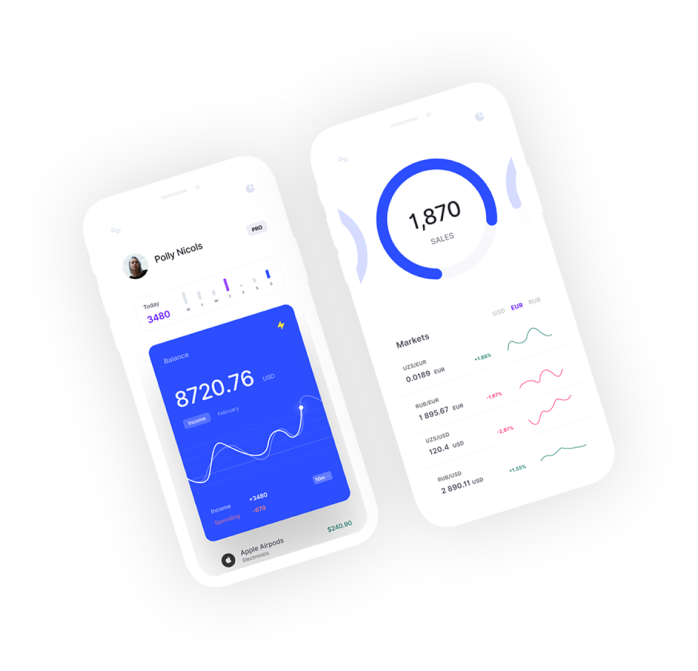 Polly Nicols
PRO
Today
3480
M T W T F S S
Balance
8720.76 USD
Income February
Income +3480
Spending -670
Apple Airpods
Electronics
$240.90
1,870
SALES
Markets
USD EUR RUB
UZS/EUR
0.0189 EUR
+1.88%
RUB/EUR
1 895.67 EUR
-1.87%
UZS/USD
120.4 USD
-2,87%
RUB/USD
2 890.11 USD
+1.55%